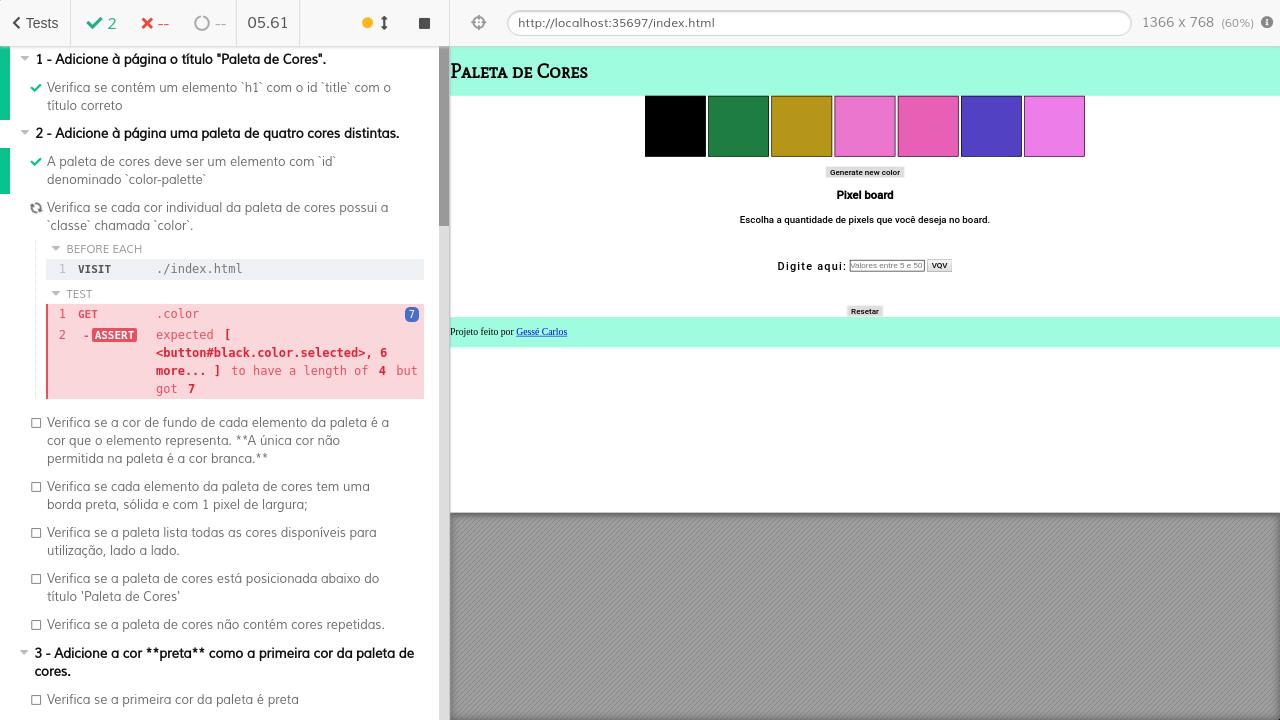 Tests
2
--
--
05.61
http://localhost:35697/index.html
1366 x 768 (60%)
1 - Adicione à página o título "Paleta de Cores".
Verifica se contém um elemento `h1` com o id `title` com o
título correto
2 - Adicione à página uma paleta de quatro cores distintas.
A paleta de cores deve ser um elemento com `id`
denominado `color-palette`
Verifica se cada cor individual da paleta de cores possui a
`classe` chamada `color`.
BEFORE EACH
1 VISIT ./index.html
TEST
1 GET .color 7
2 -ASSERT expected [
<button#black.color.selected>, 6
more... ] to have a length of 4 but
got 7
Verifica se a cor de fundo de cada elemento da paleta é a
cor que o elemento representa. **A única cor não
permitida na paleta é a cor branca.**
Verifica se cada elemento da paleta de cores tem uma
borda preta, sólida e com 1 pixel de largura;
Verifica se a paleta lista todas as cores disponíveis para
utilização, lado a lado.
Verifica se a paleta de cores está posicionada abaixo do
título 'Paleta de Cores'
Verifica se a paleta de cores não contém cores repetidas.
3 - Adicione a cor **preta** como a primeira cor da paleta de
cores.
Verifica se a primeira cor da paleta é preta
Paleta de Cores
Generate new color
Pixel board
Escolha a quantidade de pixels que você deseja no board.
Digite aqui: Valores entre 5 e 50 VQV
Resetar
Projeto feito por Gessé Carlos